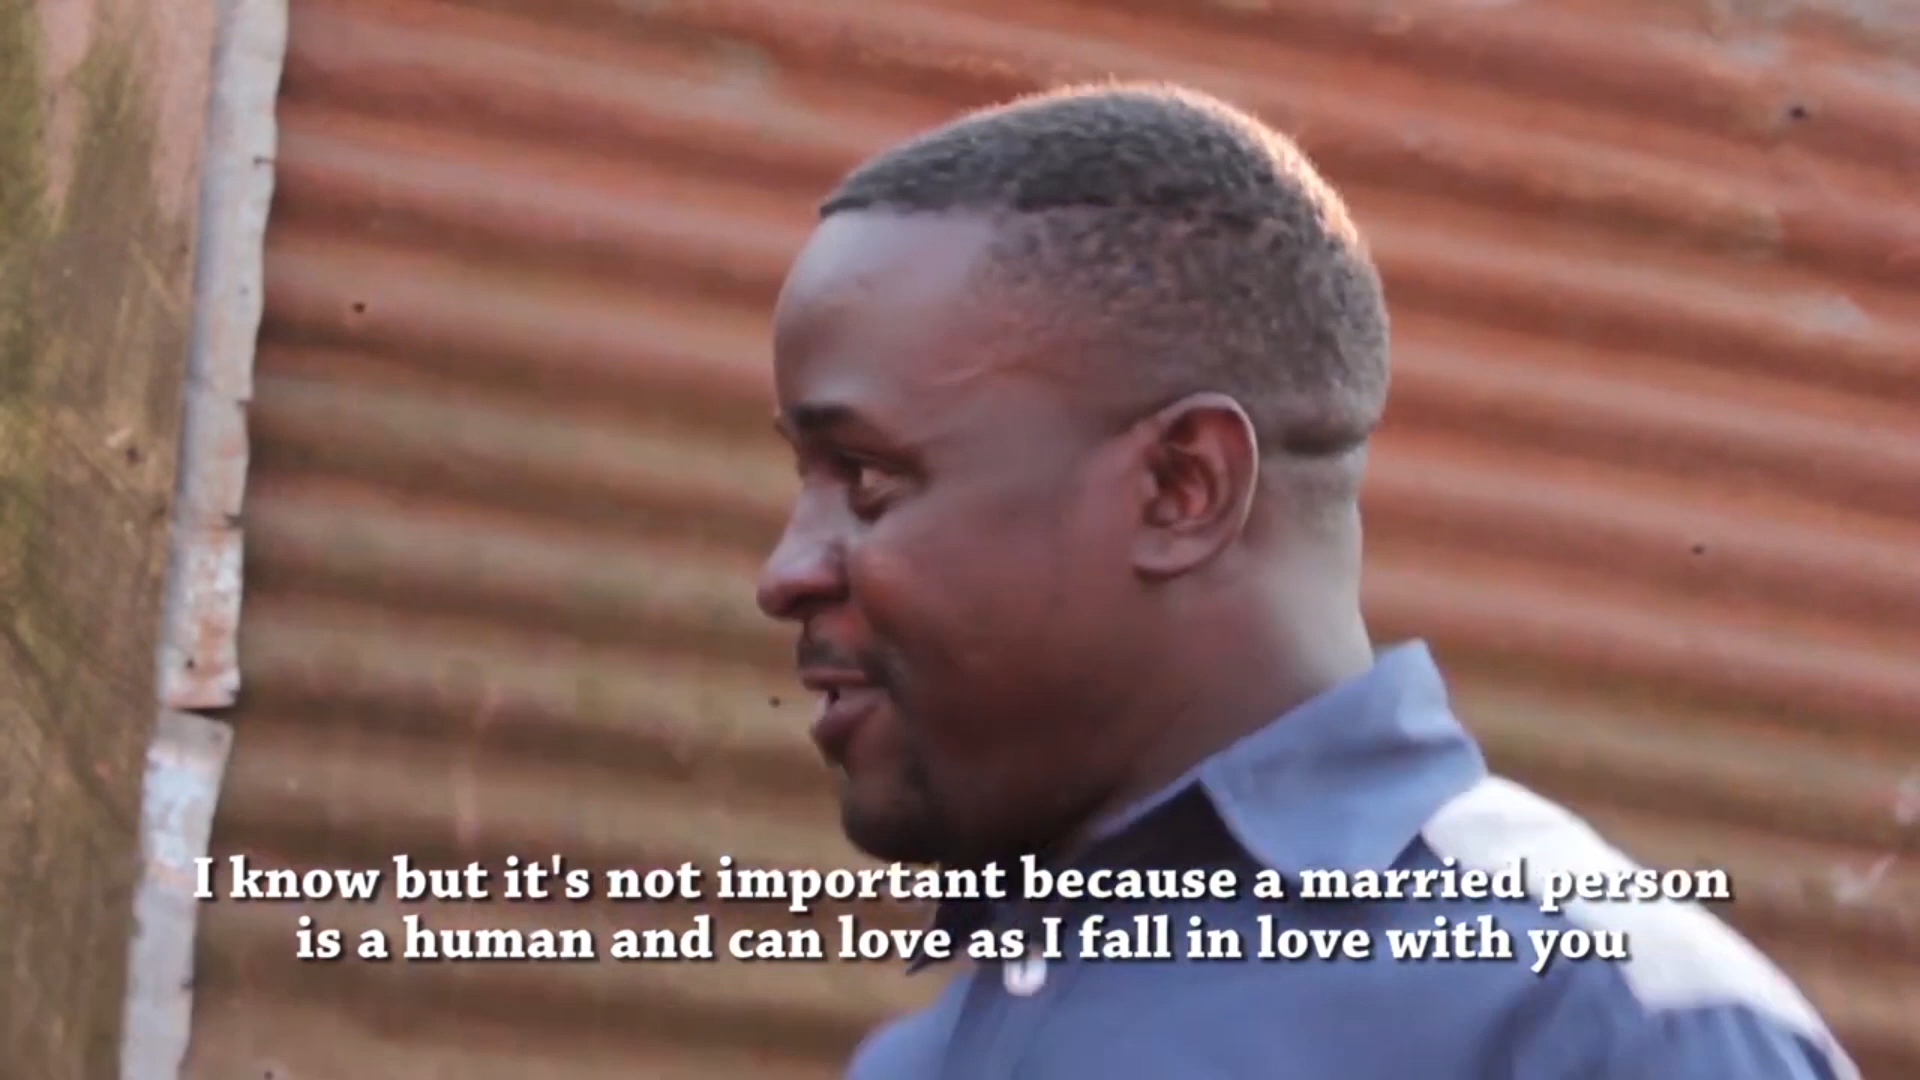 I know but it's not important because a married person
is a human and can love as I fall in love with you